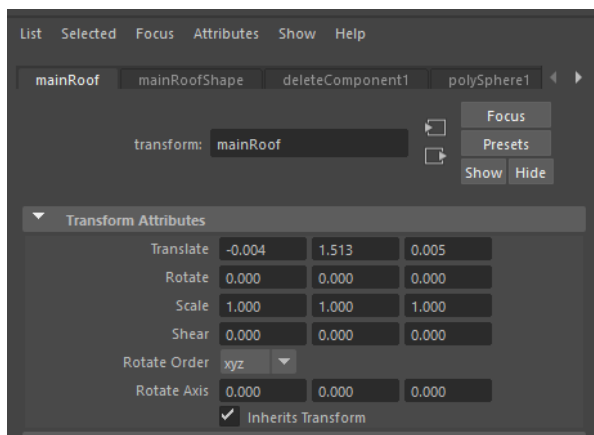 List Selected Focus Attributes Show Help
mainRoof mainRoofShape deleteComponent1 polySphere1
Focus
transform: mainRoof Presets
Show Hide
Transform Attributes
Translate -0.004 1.513 0.005
Rotate 0.000 0.000 0.000
Scale 1.000 1.000 1.000
Shear 0.000 0.000 0.000
Rotate Order xyz
Rotate Axis 0.000 0.000 0.000
Inherits Transform